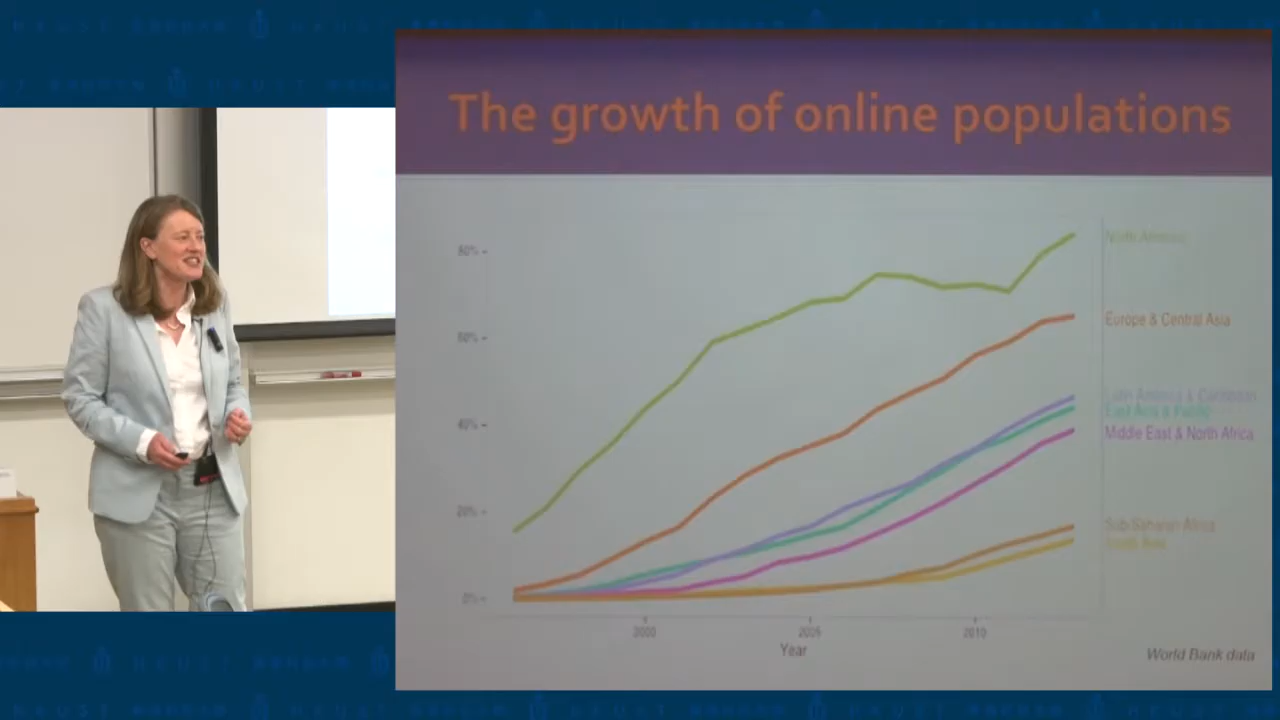 The growth of online populations
80%
60%
40%
20%
0%
2000
2005
2010
Year
North America
Europe & Central Asia
Latin America & Caribbean
East Asia & Pacific
Middle East & North Africa
Sub-Saharan Africa
South Asia
World Bank data